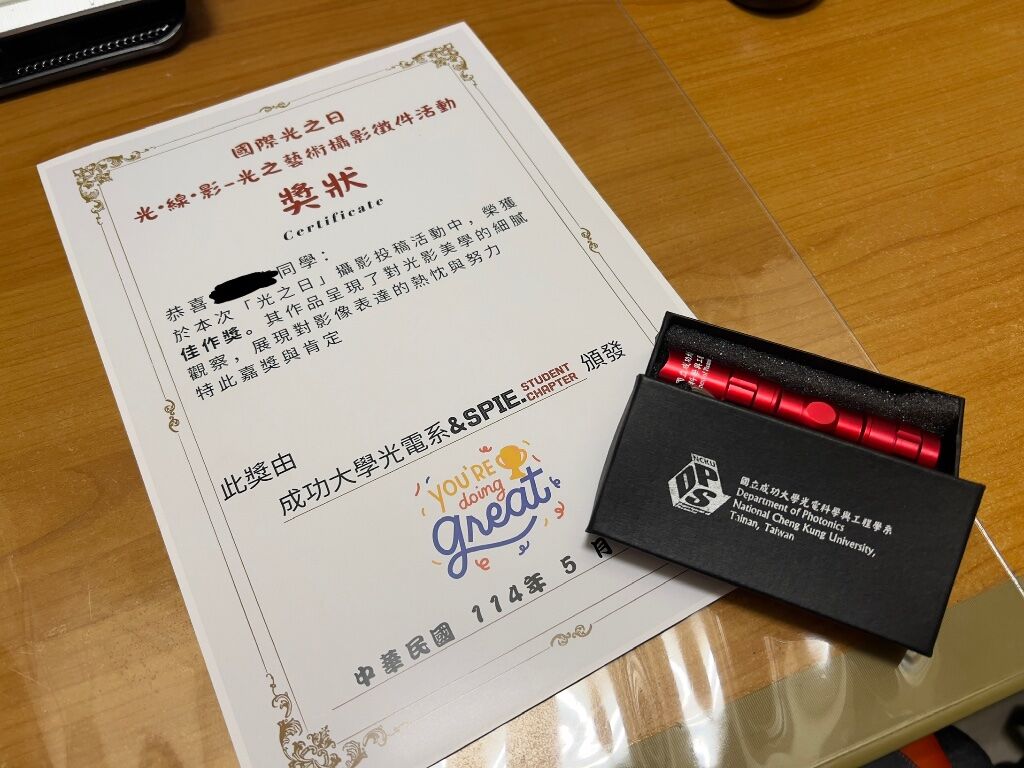 國際光之日
光・線・影-光之藝術攝影徵件活動
獎狀
Certificate
恭喜 同學：
於本次「光之日」攝影投稿活動中，榮獲
佳作獎。其作品呈現了對光影美學的細膩
觀察，展現對影像表達的熱忱與努力
特此嘉獎與肯定
此獎由
成功大學光電系&SPIE. STUDENT CHAPTER 頒發
YOU'RE
doing
great
中華民國 114年 5 月
NCKU
DPS
國立成功大學光電科學與工程學系
Department of Photonics
National Cheng Kung University,
Tainan, Taiwan